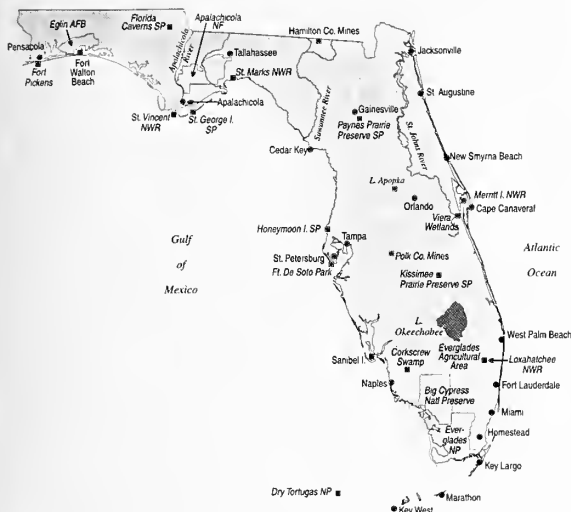 Florida
Caverns SP
Apalachicola
NF
Eglin AFB
Pensacola
Fort
Pickens
Fort
Walton
Beach
Apalachicola
River
Tallahassee
St. Marks NWR
Apalachicola
St. Vincent
NWR
St. George I.
SP
Hamilton Co. Mines
Suwannee River
Jacksonville
St. Augustine
Gainesville
Paynes Prairie
Preserve SP
St. Johns River
Cedar Key
New Smyrna Beach
L. Apopka
Orlando
Merritt I. NWR
Cape Canaveral
Viera
Wetlands
Honeymoon I. SP
Tampa
St. Petersburg
Ft. De Soto Park
Polk Co. Mines
Kissimee
Prairie Preserve SP
Gulf
of
Mexico
Atlantic
Ocean
L.
Okeechobee
West Palm Beach
Sanibel I.
Corkscrew
Swamp
Everglades
Agricultural
Area
Loxahatchee
NWR
Naples
Big Cypress
Natl Preserve
Fort Lauderdale
Miami
Ever-
glades
NP
Homestead
Key Largo
Dry Tortugas NP
Marathon
Key West